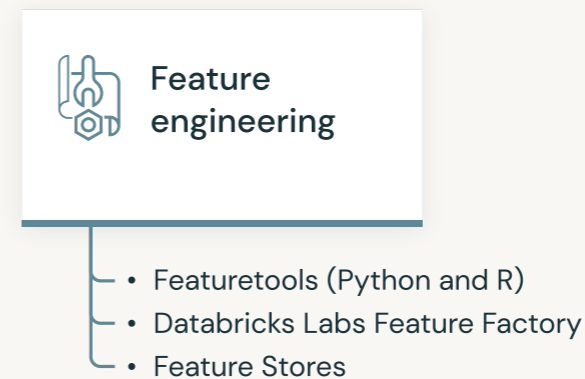 Feature
engineering
• Featuretools (Python and R)
• Databricks Labs Feature Factory
• Feature Stores